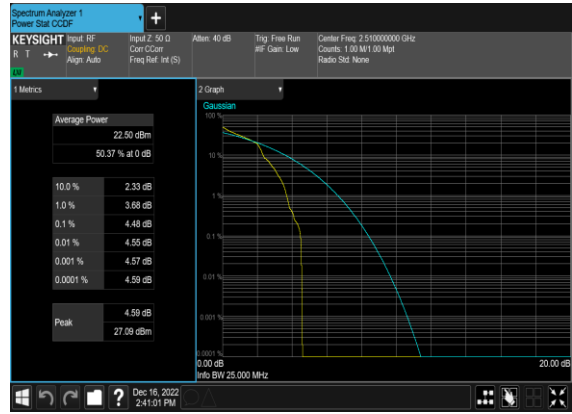 Spectrum Analyzer 1
Power Stat CCDF
KEYSIGHT
R T
Input: RF
Coupling: DC
Align: Auto
Input Z: 50 Ω
Corr CCorr
Freq Ref: Int (S)
Atten: 40 dB
Trig: Free Run
#IF Gain: Low
Center Freq: 2.510000000 GHz
Counts: 1.00 M/1.00 Mpt
Radio Std: None
1 Metrics
Average Power
22.50 dBm
50.37 % at 0 dB
10.0 % 2.33 dB
1.0 % 3.68 dB
0.1 % 4.48 dB
0.01 % 4.55 dB
0.001 % 4.57 dB
0.0001 % 4.59 dB
Peak
4.59 dB
27.09 dBm
2 Graph
Gaussian
100 %
10 %
1 %
0.1 %
0.01 %
0.001 %
0.0001 %
0.00 dB 20.00 dB
Info BW 25.000 MHz
?
Dec 16, 2022
2:41:01 PM